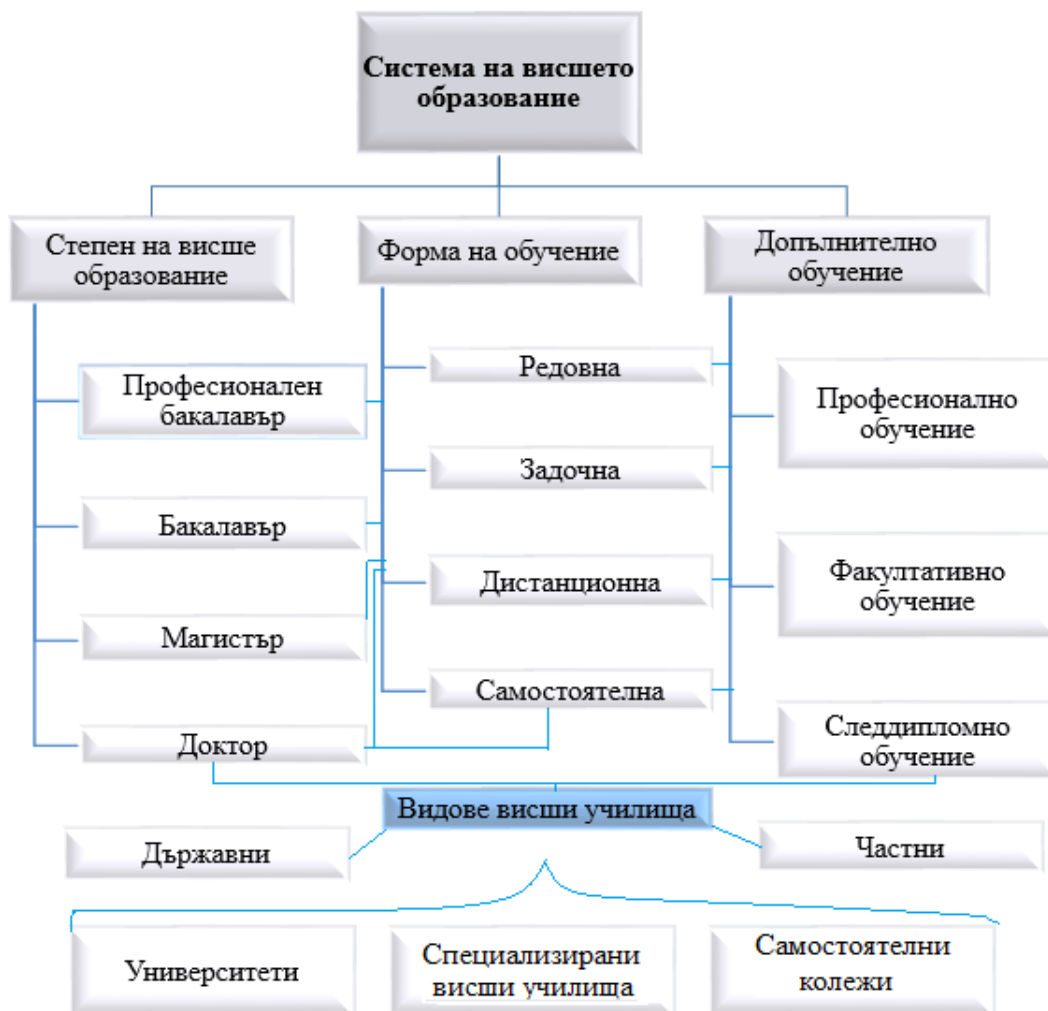 Система на висшето
образование
Степен на висше
образование
Форма на обучение
Допълнително
обучение
Професионален
бакалавър
Бакалавър
Магистър
Доктор
Редовна
Задочна
Дистанционна
Самостоятелна
Професионално
обучение
Факултативно
обучение
Следдипломно
обучение
Видове висши училища
Държавни
Частни
Университети
Специализирани
висши училища
Самостоятелни
колежи